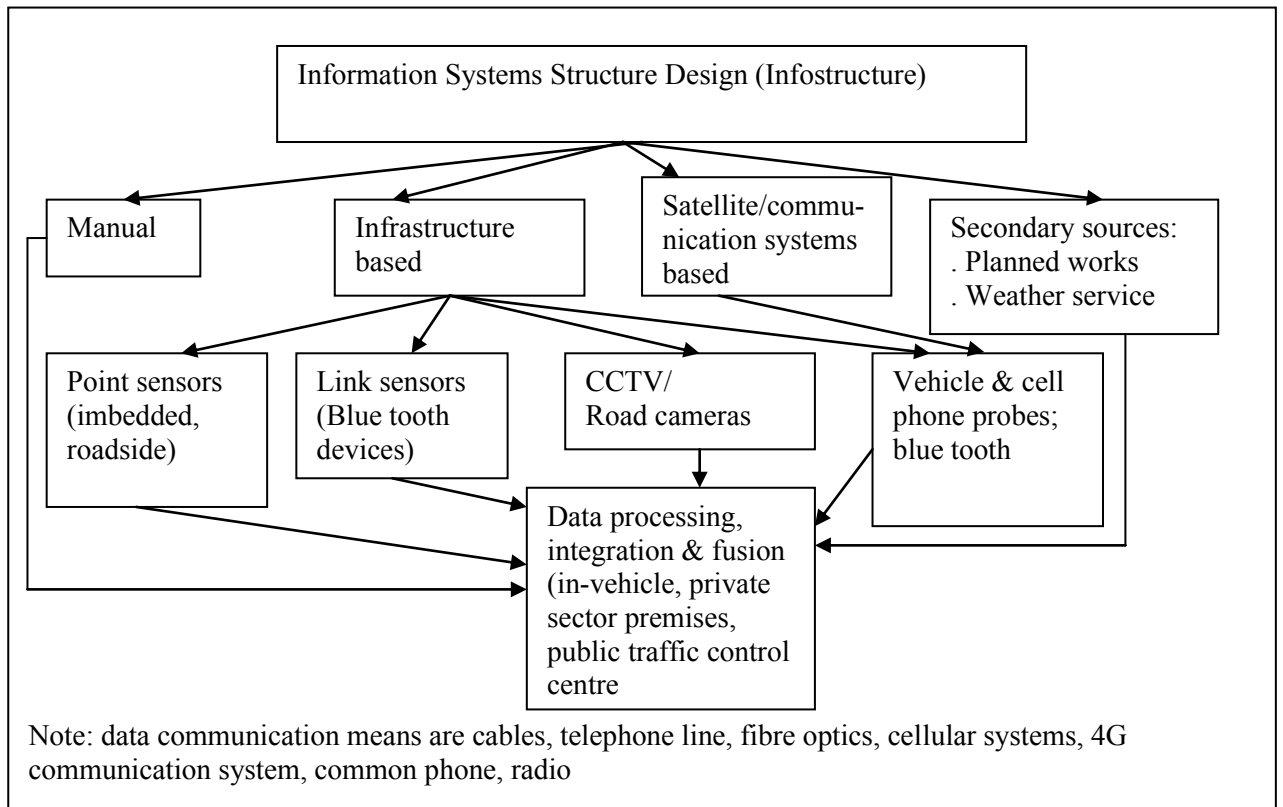 Information Systems Structure Design (Infostructure)
Manual
Infrastructure
based
Satellite/commu-
nication systems
based
Secondary sources:
. Planned works
. Weather service
Point sensors
(imbedded,
roadside)
Link sensors
(Blue tooth
devices)
CCTV/
Road cameras
Vehicle & cell
phone probes;
blue tooth
Data processing,
integration & fusion
(in-vehicle, private
sector premises,
public traffic control
centre
Note: data communication means are cables, telephone line, fibre optics, cellular systems, 4G
communication system, common phone, radio